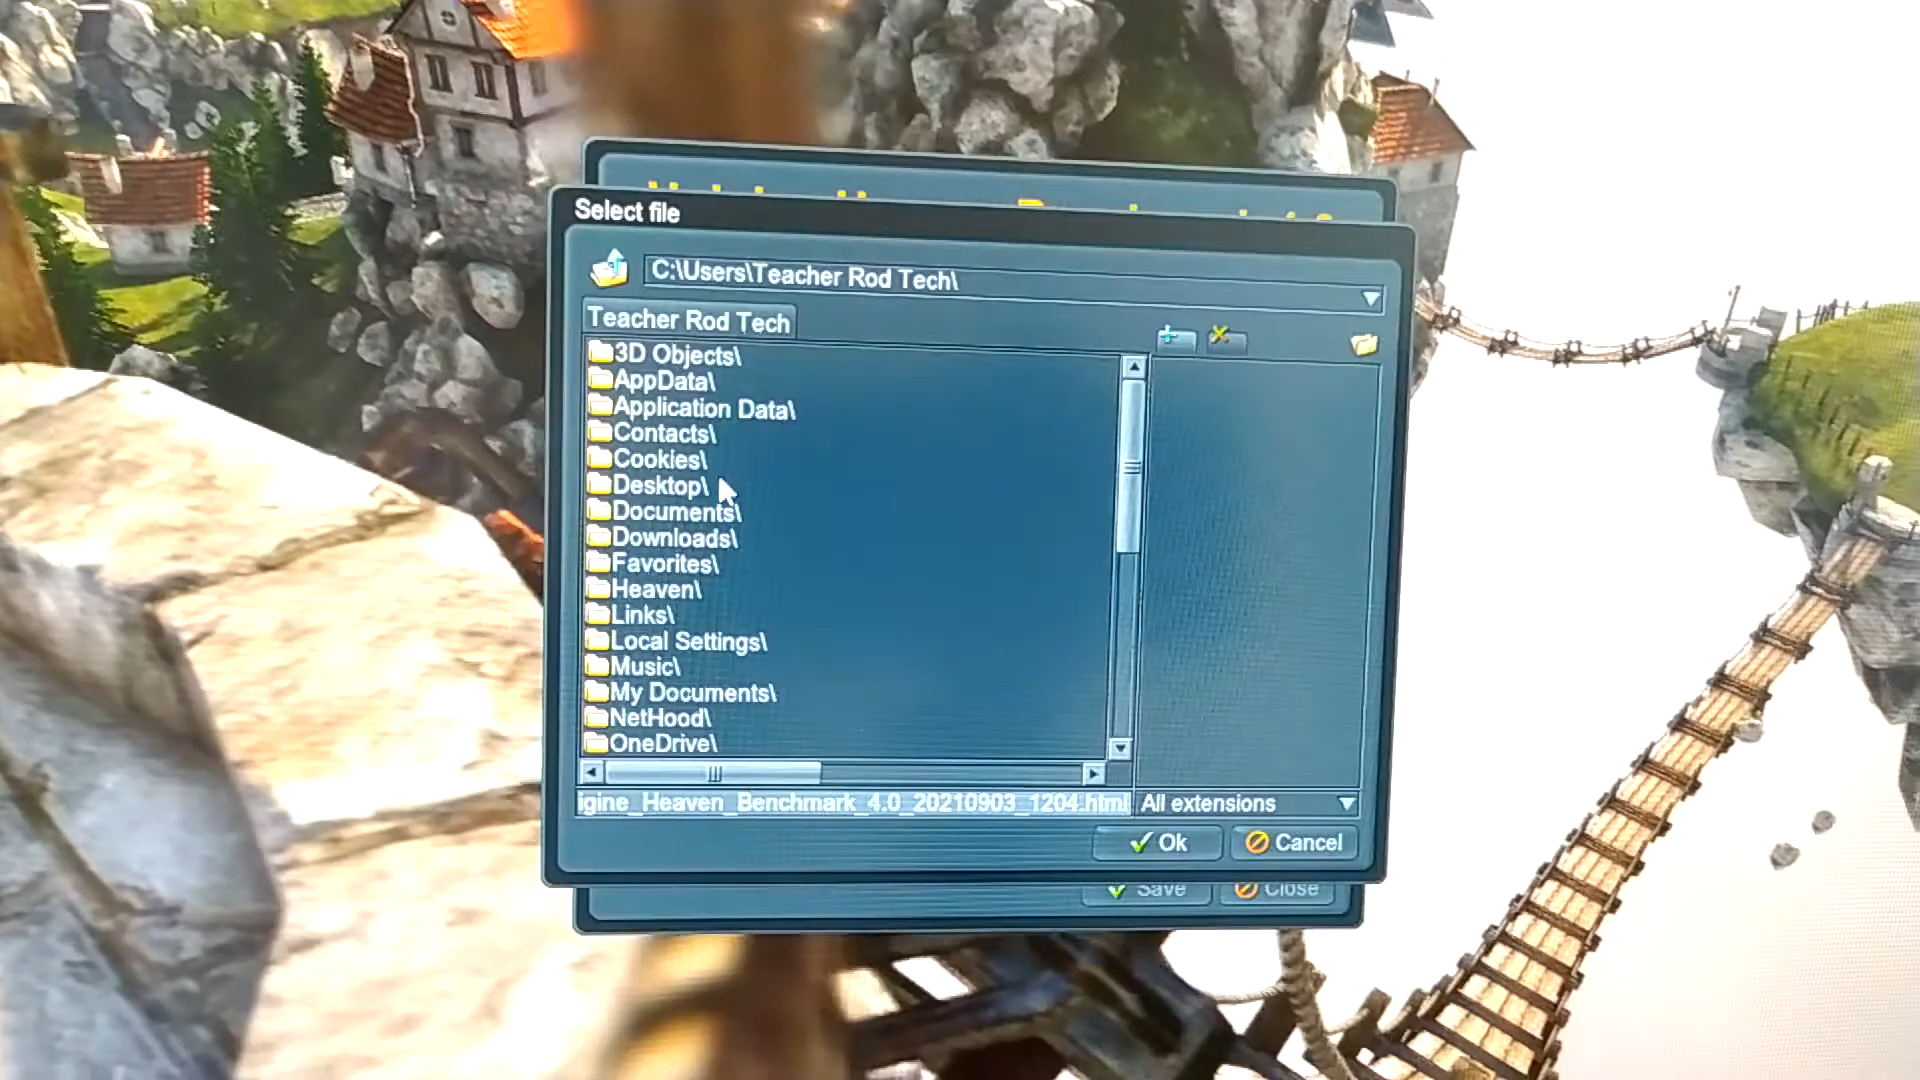 Select file
C:\Users\Teacher Rod Tech\
Teacher Rod Tech
3D Objects\
AppData\
Application Data\
Contacts\
Cookies\
Desktop\
Documents\
Downloads\
Favorites\
Heaven\
Links\
Local Settings\
Music\
My Documents\
NetHood\
OneDrive\
igine_Heaven_Benchmark_4.0_20210903_1204.html
All extensions
Ok
Cancel
Save
Close